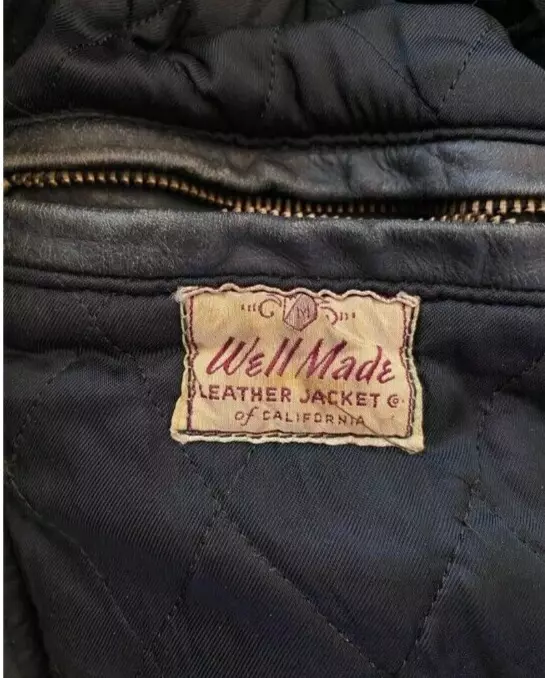 M
Well Made
LEATHER JACKET Co.
of CALIFORNIA